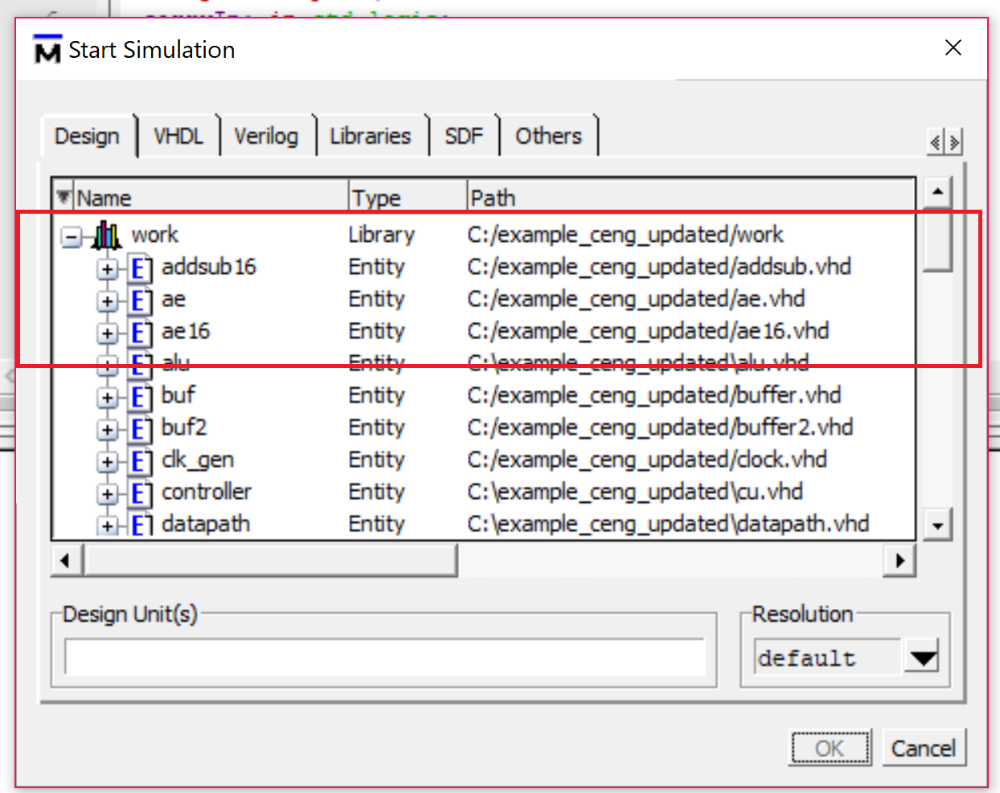 Start Simulation
Design VHDL Verilog Libraries SDF Others
Name Type Path
work Library C:/example_ceng_updated/work
addsub16 Entity C:/example_ceng_updated/addsub.vhd
ae Entity C:/example_ceng_updated/ae.vhd
ae16 Entity C:/example_ceng_updated/ae16.vhd
alu Entity C:\example_ceng_updated\alu.vhd
buf Entity C:/example_ceng_updated/buffer.vhd
buf2 Entity C:/example_ceng_updated/buffer2.vhd
clk_gen Entity C:/example_ceng_updated/clock.vhd
controller Entity C:\example_ceng_updated\cu.vhd
datapath Entity C:\example_ceng_updated\datapath.vhd
Design Unit(s) Resolution
default
OK Cancel